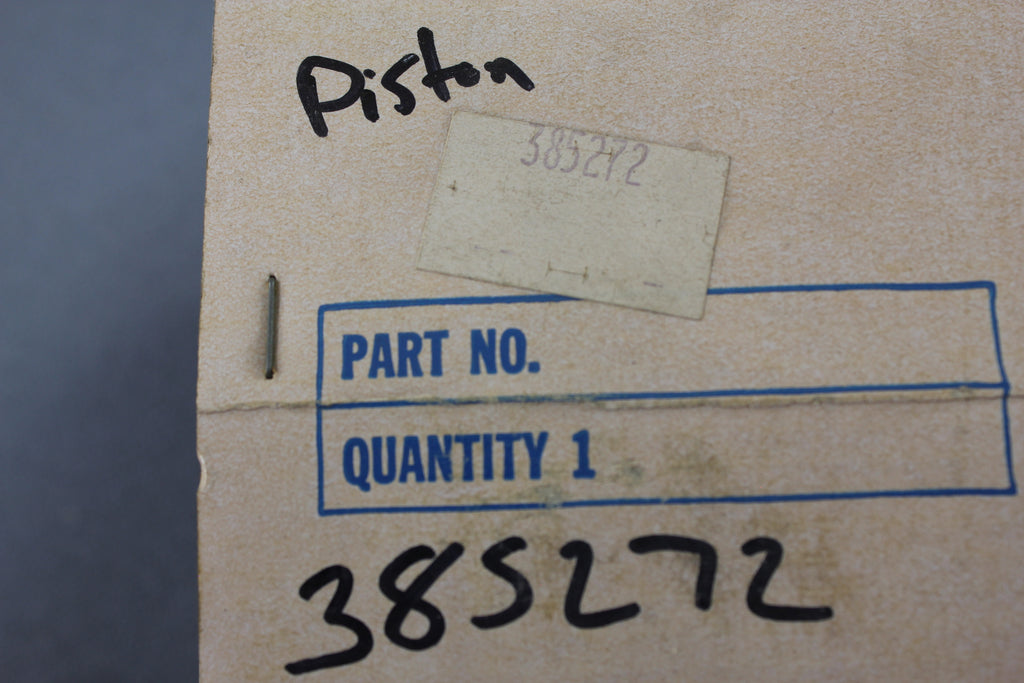 Piston
385272
PART NO.
QUANTITY 1
385272